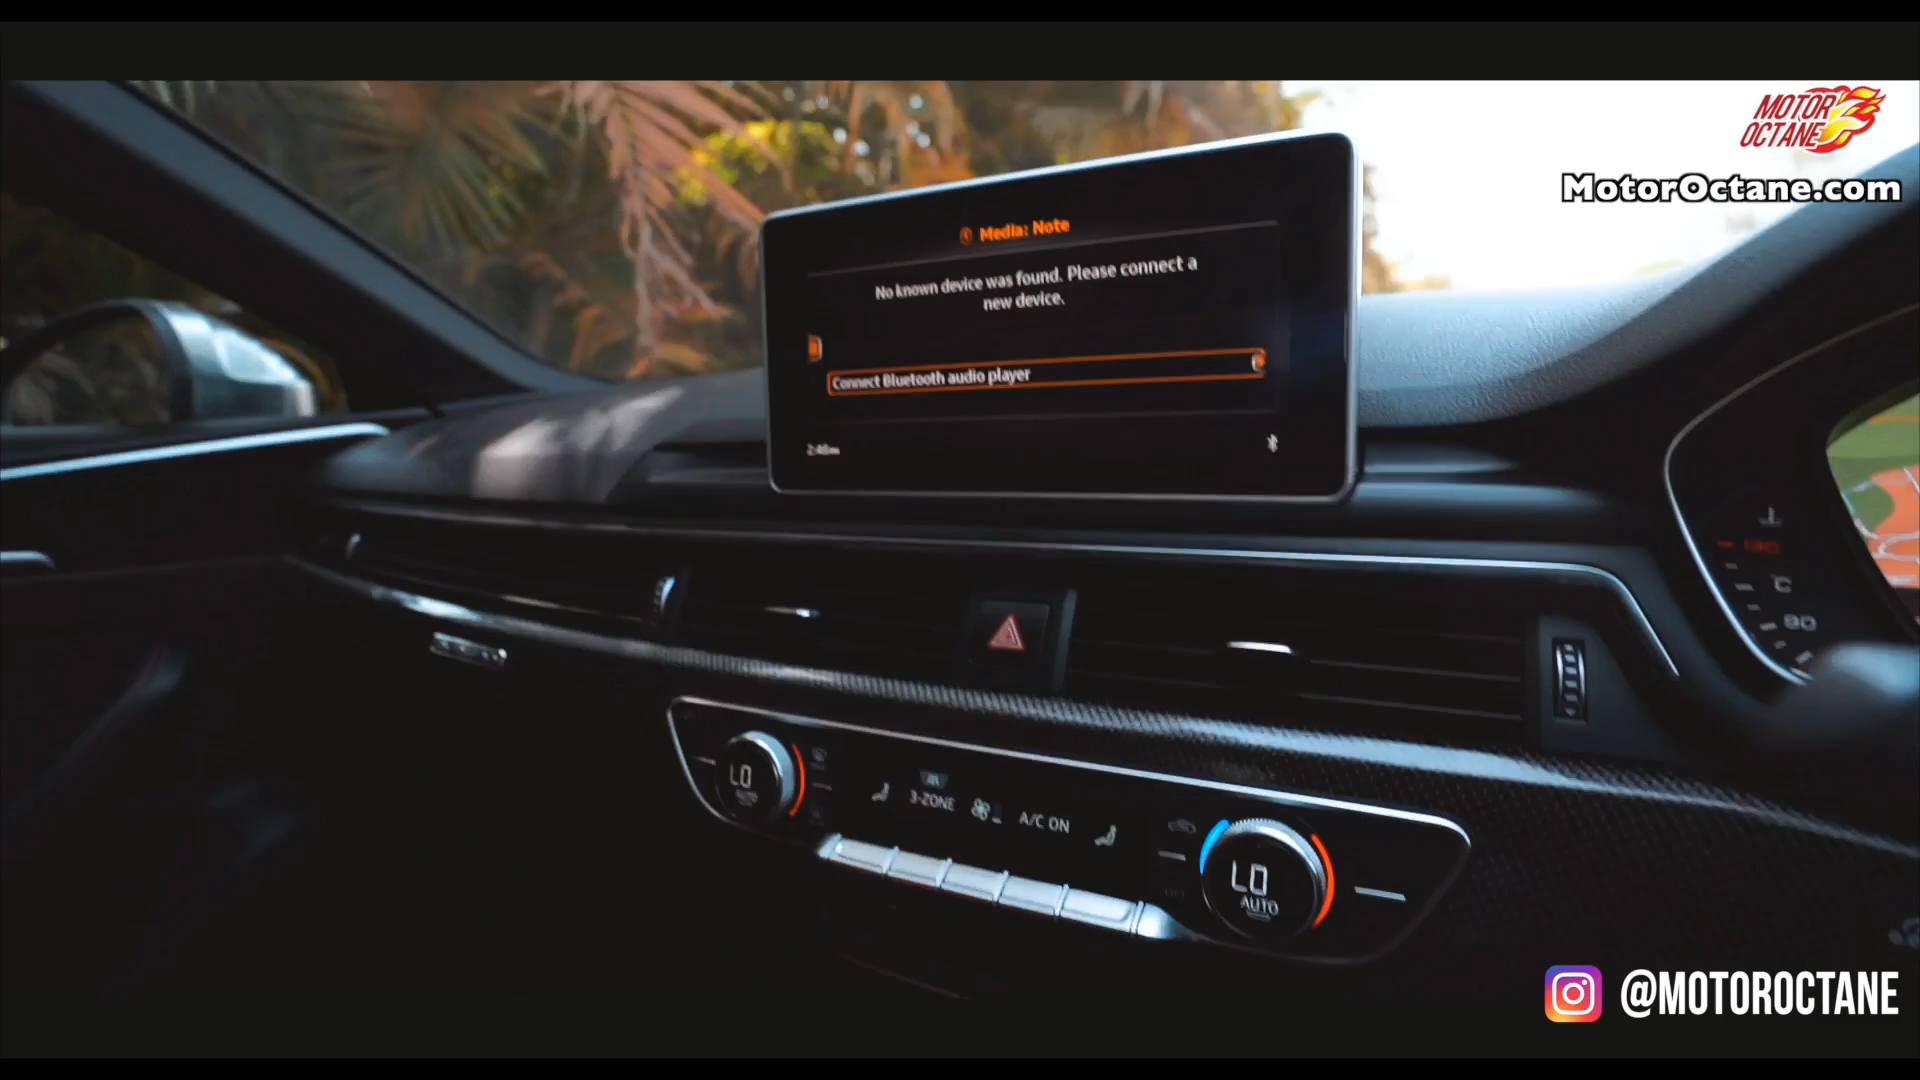 MOTOR
OCTANE
MotorOctane.com
Media: Note
No known device was found. Please connect a
new device.
Connect Bluetooth audio player
C
90
LO
AUTO
3-ZONE
A/C ON
LO
AUTO
@MOTOROCTANE